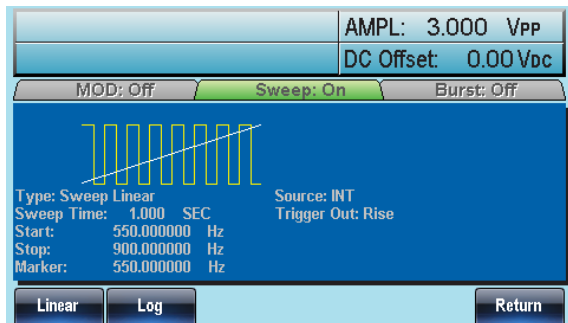 AMPL: 3.000 VPP
DC Offset: 0.00 VDC
MOD: Off Sweep: On Burst: Off
Type: Sweep Linear Source: INT
Sweep Time: 1.000 SEC Trigger Out: Rise
Start: 550.000000 Hz
Stop: 900.000000 Hz
Marker: 550.000000 Hz
Linear Log Return